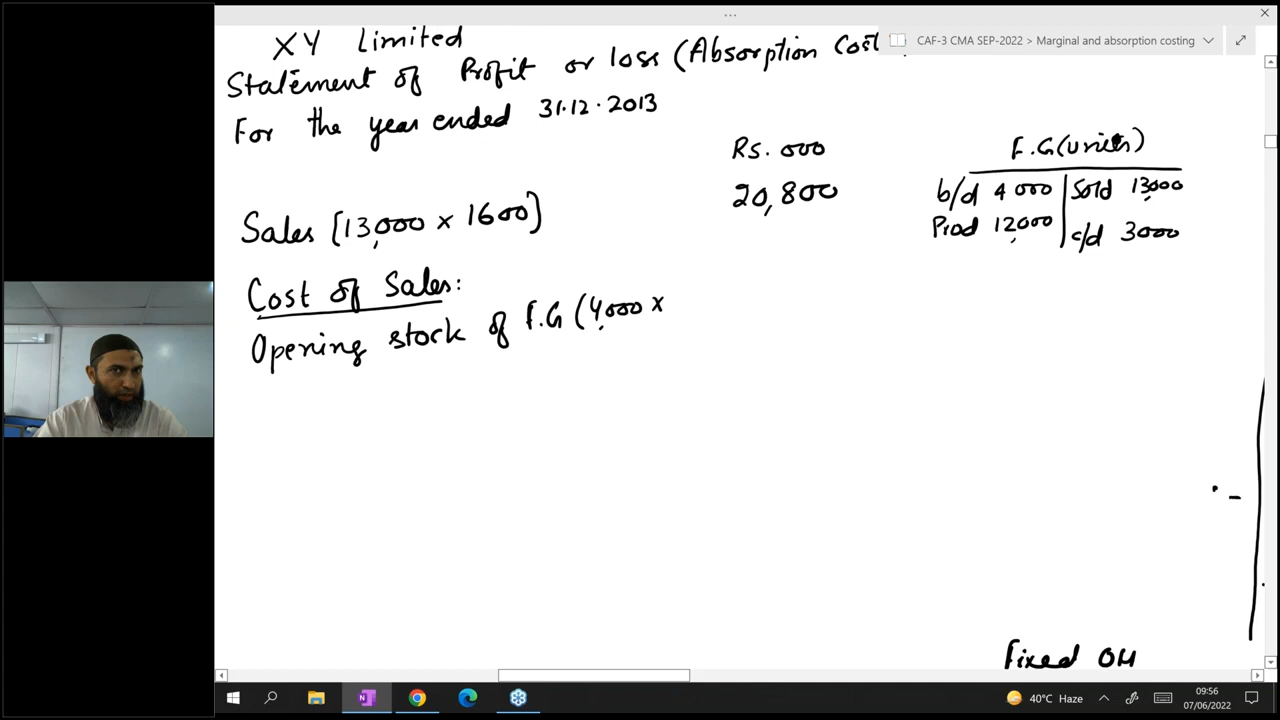 CAF-3 CMA SEP-2022 > Marginal and absorption costing
XY Limited
Statement of Profit or loss (Absorption Cost
For the year ended 31.12.2013
Rs. 000
F.G (units)
20,800
b/d 4 000 Sold 13,000
Prod 12,000 c/d 3000
Sales [13,000 x 1600]
Cost of Sales:
Opening stock of F.G (4,000 x
Fixed OH
40°C Haze
09:56
07/06/2022